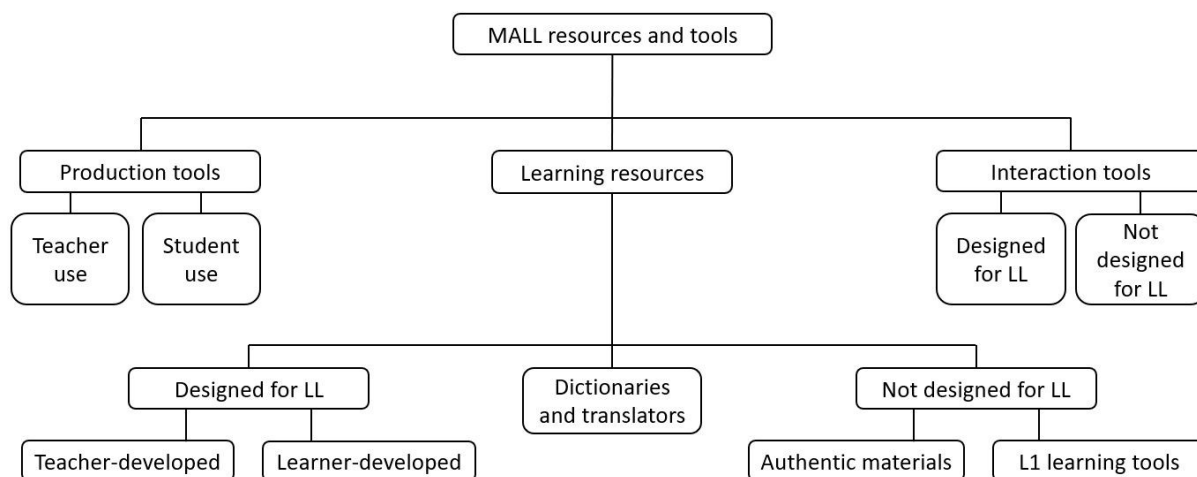 MALL resources and tools
Production tools
Learning resources
Interaction tools
Teacher
use
Student
use
Designed
for LL
Not
designed
for LL
Designed for LL
Dictionaries
and translators
Not designed for LL
Teacher-developed
Learner-developed
Authentic materials
L1 learning tools